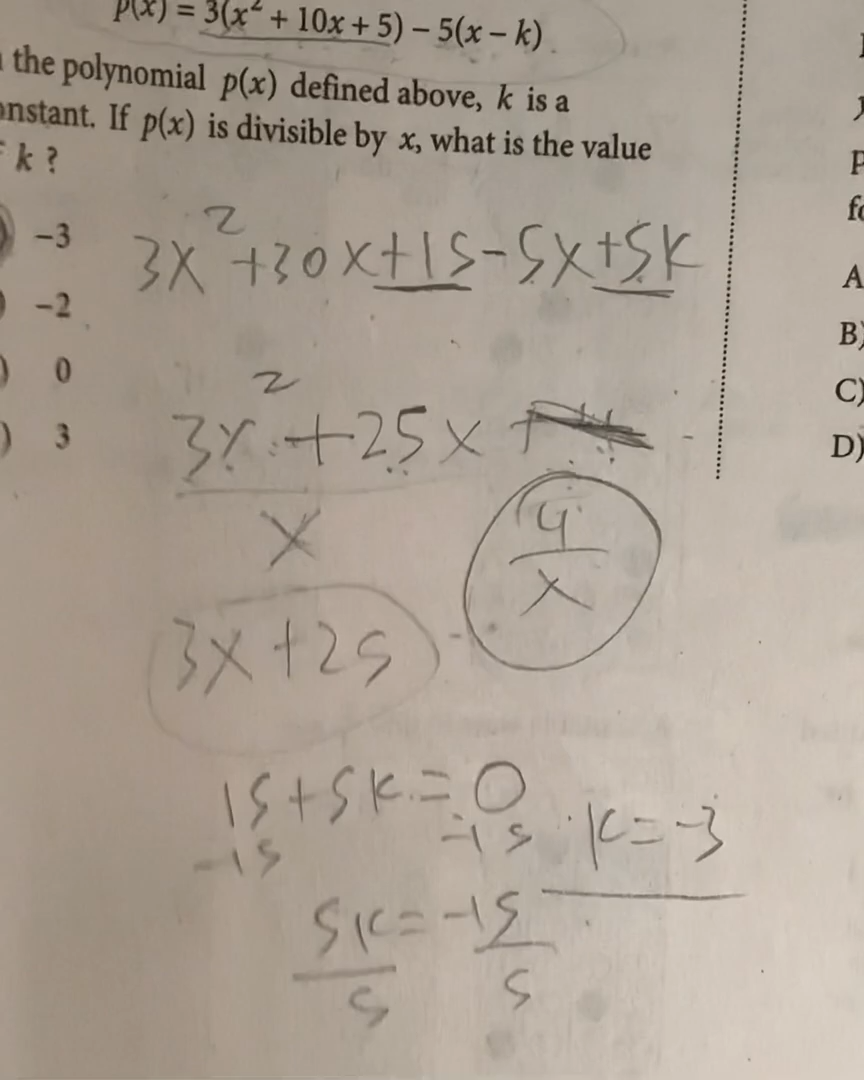 p(x) = 3(x² + 10x + 5) − 5(x − k)
the polynomial p(x) defined above, k is a
onstant. If p(x) is divisible by x, what is the value
k ?
) −3
) −2
) 0
) 3
3x² + 30x + 15 - 5x + 5k
3x² + 25x +
x
4
x
3x + 25
15 + 5k = 0
-15 -15
k = -3
5k = -15
5 5
A
B)
C)
D)